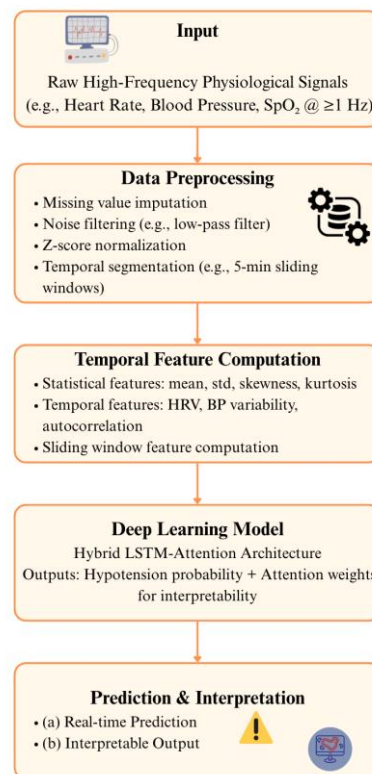 Input
Raw High-Frequency Physiological Signals
(e.g., Heart Rate, Blood Pressure, SpO₂ @ ≥1 Hz)
Data Preprocessing
• Missing value imputation
• Noise filtering (e.g., low-pass filter)
• Z-score normalization
• Temporal segmentation (e.g., 5-min sliding
windows)
Temporal Feature Computation
• Statistical features: mean, std, skewness, kurtosis
• Temporal features: HRV, BP variability,
autocorrelation
• Sliding window feature computation
Deep Learning Model
Hybrid LSTM-Attention Architecture
Outputs: Hypotension probability + Attention weights
for interpretability
Prediction & Interpretation
• (a) Real-time Prediction
• (b) Interpretable Output